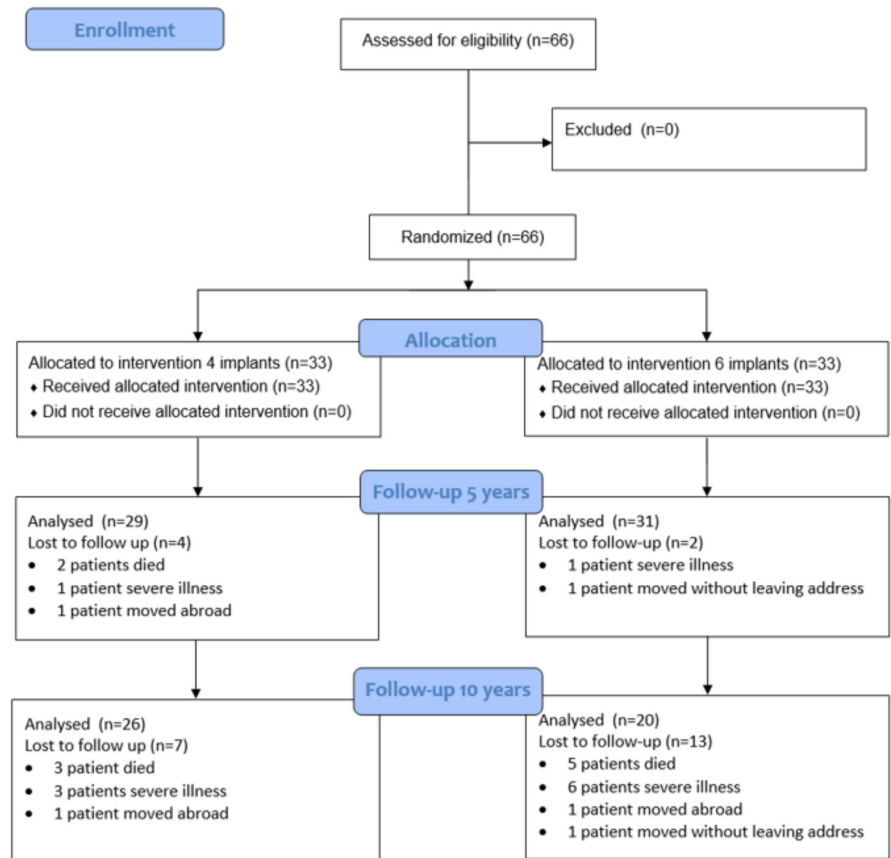 Enrollment
Assessed for eligibility (n=66)
Excluded (n=0)
Randomized (n=66)
Allocation
Allocated to intervention 4 implants (n=33)
♦ Received allocated intervention (n=33)
♦ Did not receive allocated intervention (n=0)
Allocated to intervention 6 implants (n=33)
♦ Received allocated intervention (n=33)
♦ Did not receive allocated intervention (n=0)
Follow-up 5 years
Analysed (n=29)
Lost to follow up (n=4)
• 2 patients died
• 1 patient severe illness
• 1 patient moved abroad
Analysed (n=31)
Lost to follow-up (n=2)
• 1 patient severe illness
• 1 patient moved without leaving address
Follow-up 10 years
Analysed (n=26)
Lost to follow up (n=7)
• 3 patient died
• 3 patients severe illness
• 1 patient moved abroad
Analysed (n=20)
Lost to follow-up (n=13)
• 5 patients died
• 6 patients severe illness
• 1 patient moved abroad
• 1 patient moved without leaving address